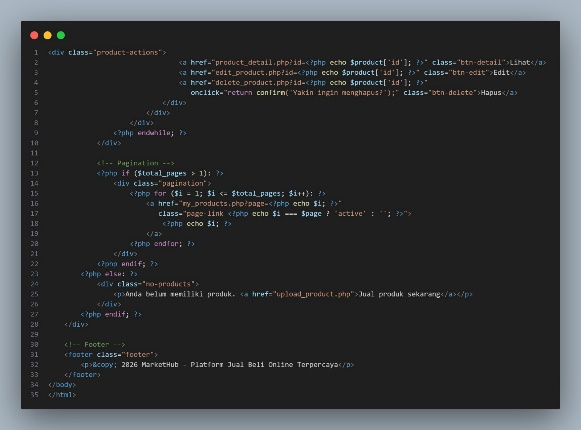 1 <div class="product-actions">
2 <a href="product_detail.php?id=<?php echo $product['id']; ?>" class="btn-detail">Lihat</a>
3 <a href="edit_product.php?id=<?php echo $product['id']; ?>" class="btn-edit">Edit</a>
4 <a href="delete_product.php?id=<?php echo $product['id']; ?>"
5 onclick="return confirm('Yakin ingin menghapus?');" class="btn-delete">Hapus</a>
6 </div>
7 </div>
8 </div>
9 <?php endwhile; ?>
10 </div>
11
12 <!-- Pagination -->
13 <?php if ($total_pages > 1): ?>
14 <div class="pagination">
15 <?php for ($i = 1; $i <= $total_pages; $i++): ?>
16 <a href="my_products.php?page=<?php echo $i; ?>"
17 class="page-link <?php echo $i === $page ? 'active' : ''; ?>">
18 <?php echo $i; ?>
19 </a>
20 <?php endfor; ?>
21 </div>
22 <?php endif; ?>
23 <?php else: ?>
24 <div class="no-products">
25 <p>Anda belum memiliki produk. <a href="upload_product.php">Jual produk sekarang</a></p>
26 </div>
27 <?php endif; ?>
28 </div>
29
30 <!-- Footer -->
31 <footer class="footer">
32 <p>&copy; 2026 MarketHub - Platform Jual Beli Online Terpercaya</p>
33 </footer>
34 </body>
35 </html>